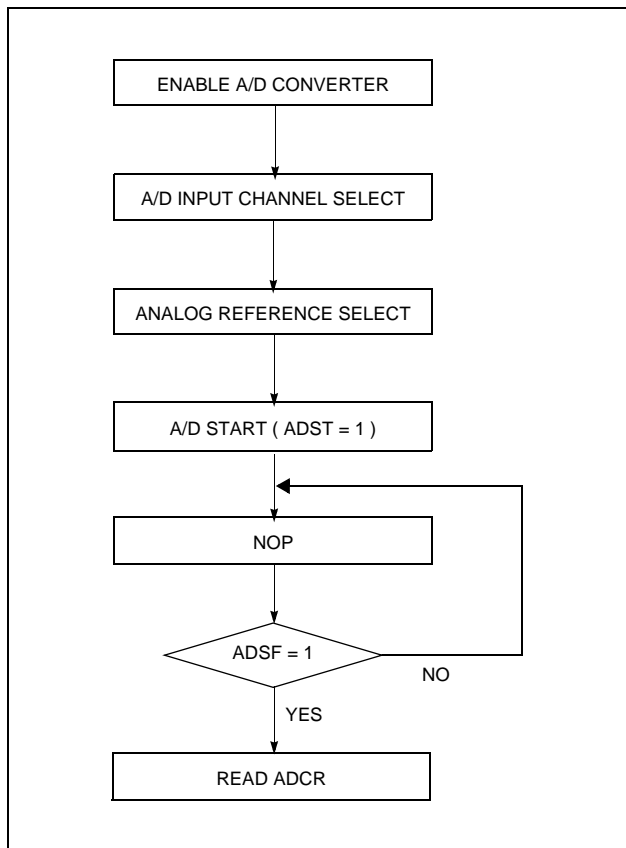 ENABLE A/D CONVERTER
A/D INPUT CHANNEL SELECT
ANALOG REFERENCE SELECT
A/D START ( ADST = 1 )
NOP
ADSF = 1
NO
YES
READ ADCR